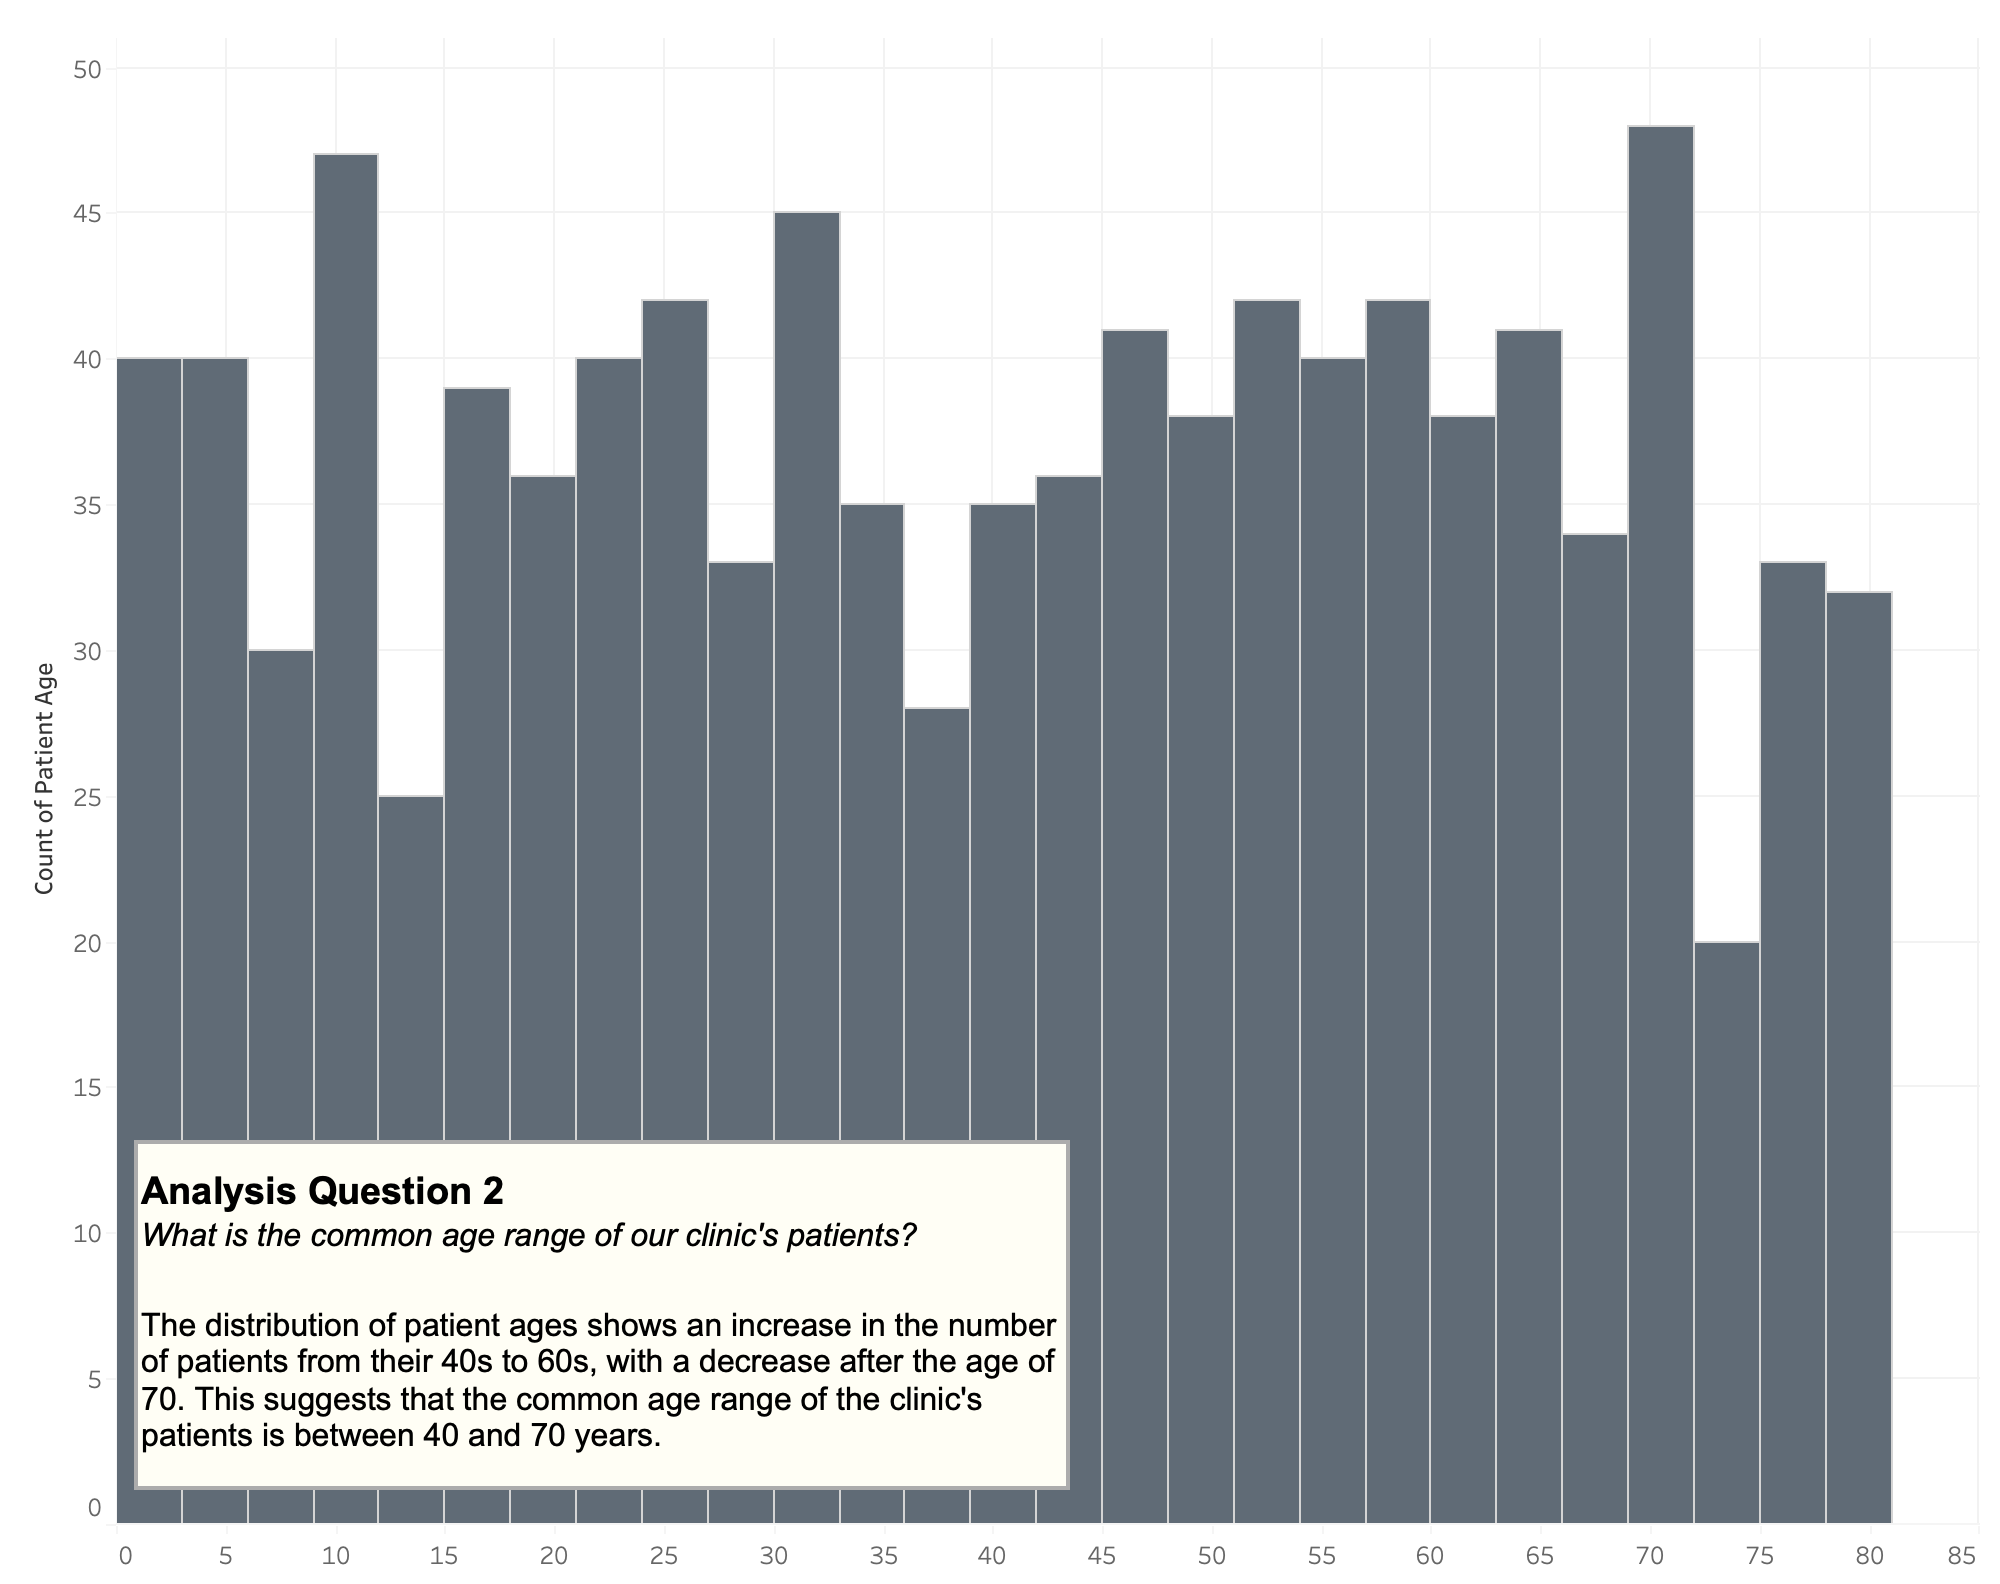 50
45
40
35
30
25
20
15
10
5
0
Count of Patient Age
Analysis Question 2
What is the common age range of our clinic's patients?
The distribution of patient ages shows an increase in the number
of patients from their 40s to 60s, with a decrease after the age of
70. This suggests that the common age range of the clinic's
patients is between 40 and 70 years.
0 5 10 15 20 25 30 35 40 45 50 55 60 65 70 75 80 85